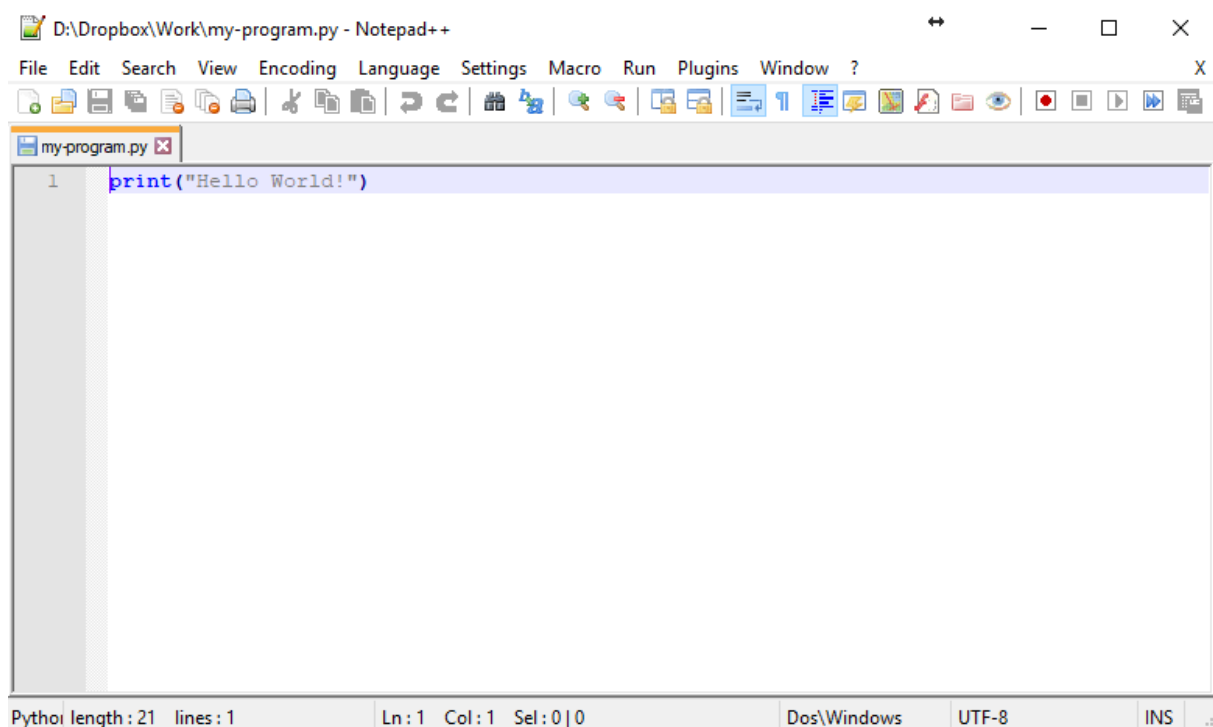 D:\Dropbox\Work\my-program.py - Notepad++
File Edit Search View Encoding Language Settings Macro Run Plugins Window ? X
my-program.py
1 print("Hello World!")
Pythoi length : 21 lines : 1 Ln : 1 Col : 1 Sel : 0 | 0 Dos\Windows UTF-8 INS